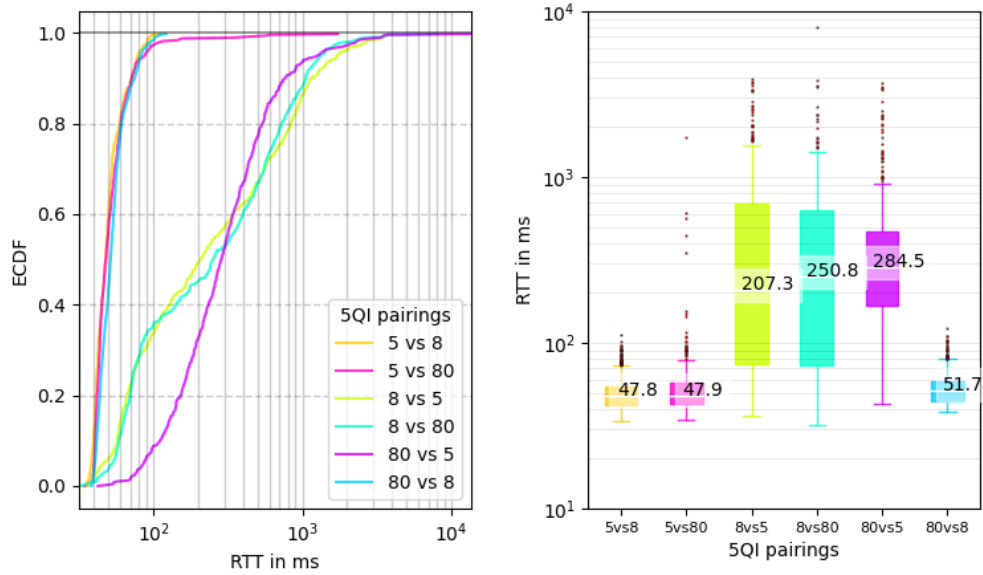 1.0
0.8
0.6
0.4
0.2
0.0
ECDF
10²
10³
10⁴
RTT in ms
5QI pairings
5 vs 8
5 vs 80
8 vs 5
8 vs 80
80 vs 5
80 vs 8
10⁴
10³
10²
10¹
RTT in ms
47.8
47.9
207.3
250.8
284.5
51.7
5vs8
5vs80
8vs5
8vs80
80vs5
80vs8
5QI pairings